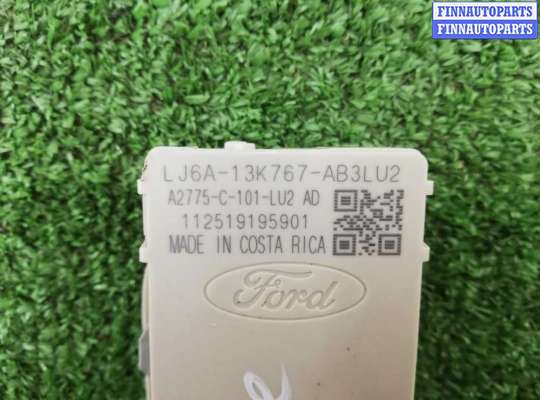 FINNAUTOPARTS
FINNAUTOPARTS
LJ6A-13K767-AB3LU2
A2775-C-101-LU2 AD
112519195901
MADE IN COSTA RICA
Ford